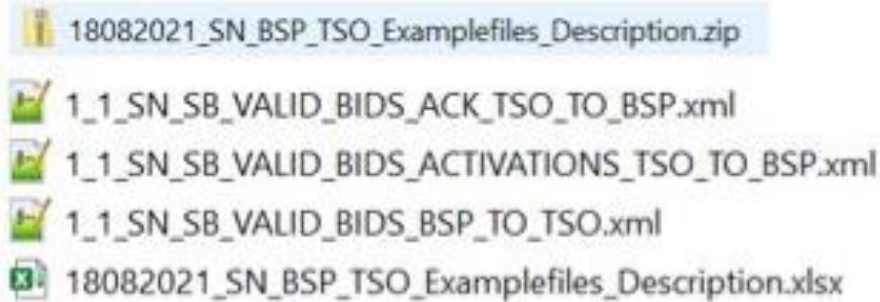 18082021_SN_BSP_TSO_Examplefiles_Description.zip
1_1_SN_SB_VALID_BIDS_ACK_TSO_TO_BSP.xml
1_1_SN_SB_VALID_BIDS_ACTIVATIONS_TSO_TO_BSP.xml
1_1_SN_SB_VALID_BIDS_BSP_TO_TSO.xml
18082021_SN_BSP_TSO_Examplefiles_Description.xlsx